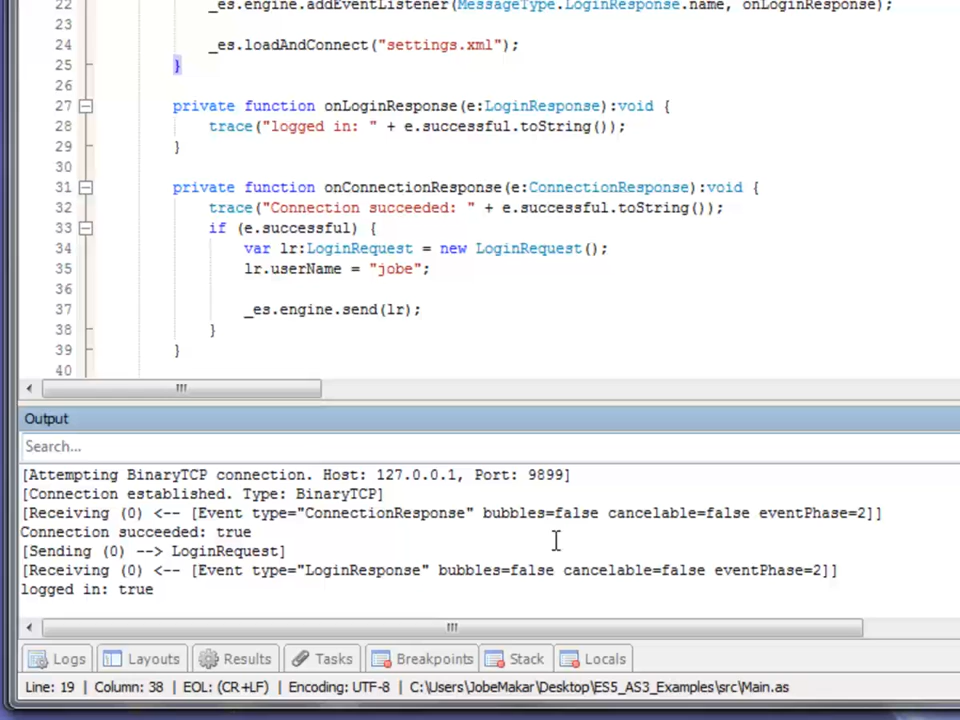 22 _es.engine.addEventListener(MessageType.LoginResponse.name, onLoginResponse);
23
24 _es.loadAndConnect("settings.xml");
25 }
26
27 private function onLoginResponse(e:LoginResponse):void {
28 trace("logged in: " + e.successful.toString());
29 }
30
31 private function onConnectionResponse(e:ConnectionResponse):void {
32 trace("Connection succeeded: " + e.successful.toString());
33 if (e.successful) {
34 var lr:LoginRequest = new LoginRequest();
35 lr.userName = "jobe";
36
37 _es.engine.send(lr);
38 }
39 }
40
Output
Search...
[Attempting BinaryTCP connection. Host: 127.0.0.1, Port: 9899]
[Connection established. Type: BinaryTCP]
[Receiving (0) <-- [Event type="ConnectionResponse" bubbles=false cancelable=false eventPhase=2]]
Connection succeeded: true
[Sending (0) --> LoginRequest]
[Receiving (0) <-- [Event type="LoginResponse" bubbles=false cancelable=false eventPhase=2]]
logged in: true
Logs Layouts Results Tasks Breakpoints Stack Locals
Line: 19 | Column: 38 | EOL: (CR+LF) | Encoding: UTF-8 | C:\Users\JobeMakar\Desktop\ES5_AS3_Examples\src\Main.as